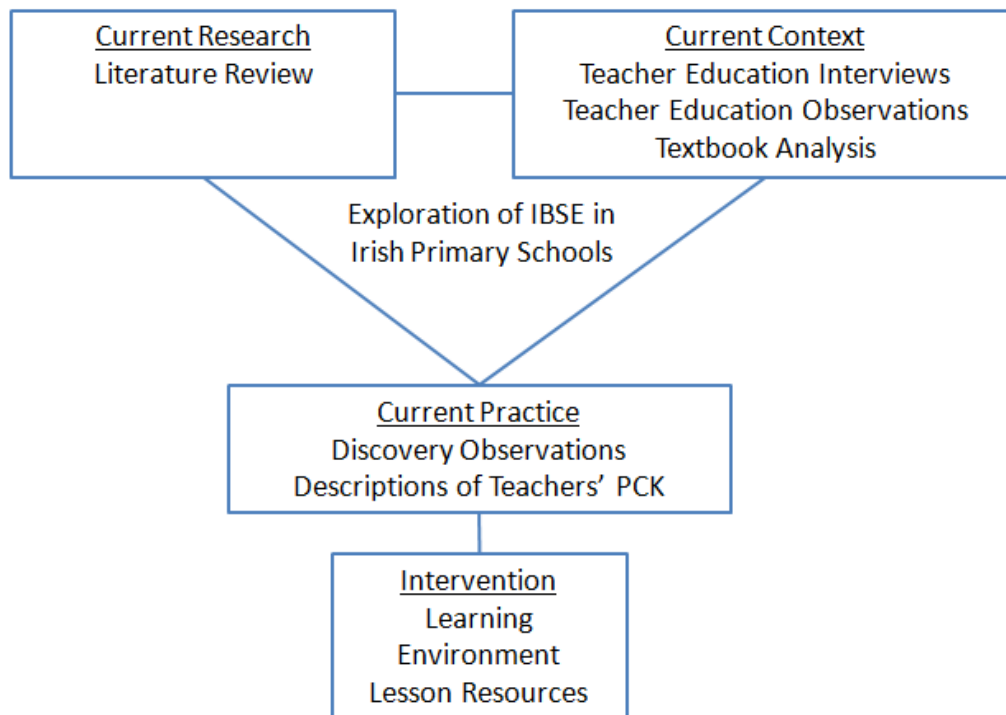 Current Research
Literature Review
Current Context
Teacher Education Interviews
Teacher Education Observations
Textbook Analysis
Exploration of IBSE in
Irish Primary Schools
Current Practice
Discovery Observations
Descriptions of Teachers’ PCK
Intervention
Learning
Environment
Lesson Resources